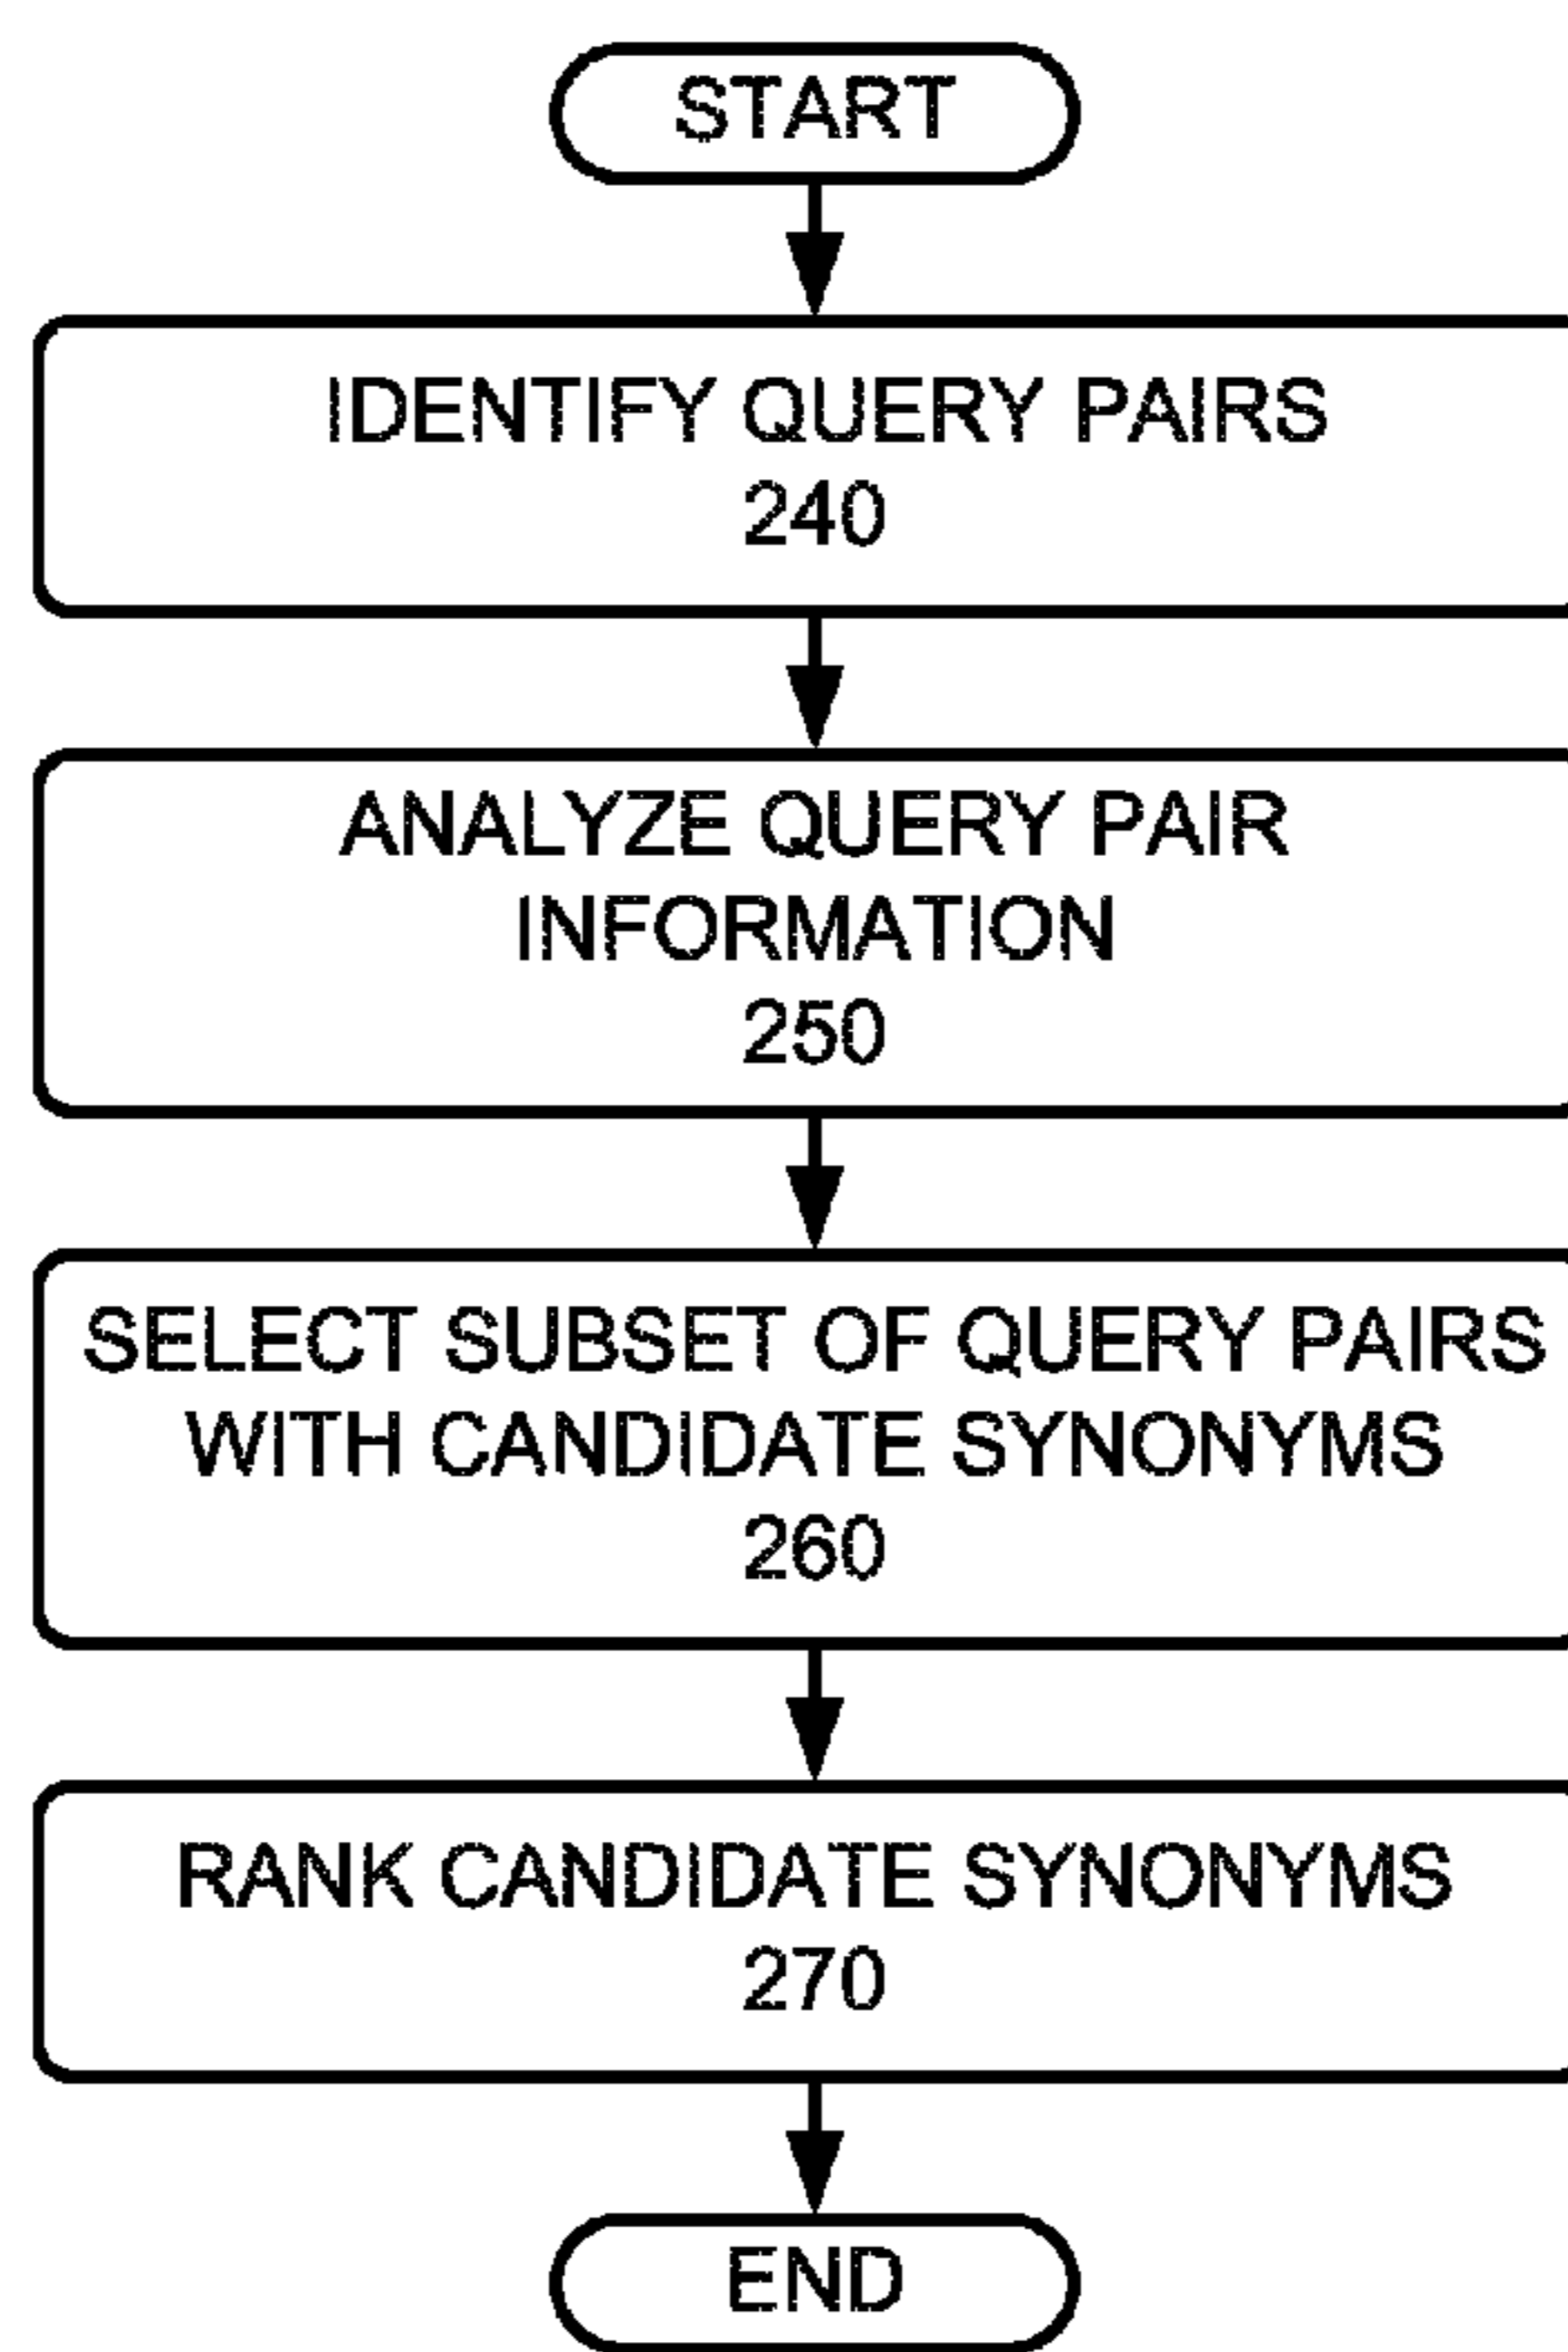 START
IDENTIFY QUERY PAIRS
240
ANALYZE QUERY PAIR
INFORMATION
250
SELECT SUBSET OF QUERY PAIRS
WITH CANDIDATE SYNONYMS
260
RANK CANDIDATE SYNONYMS
270
END